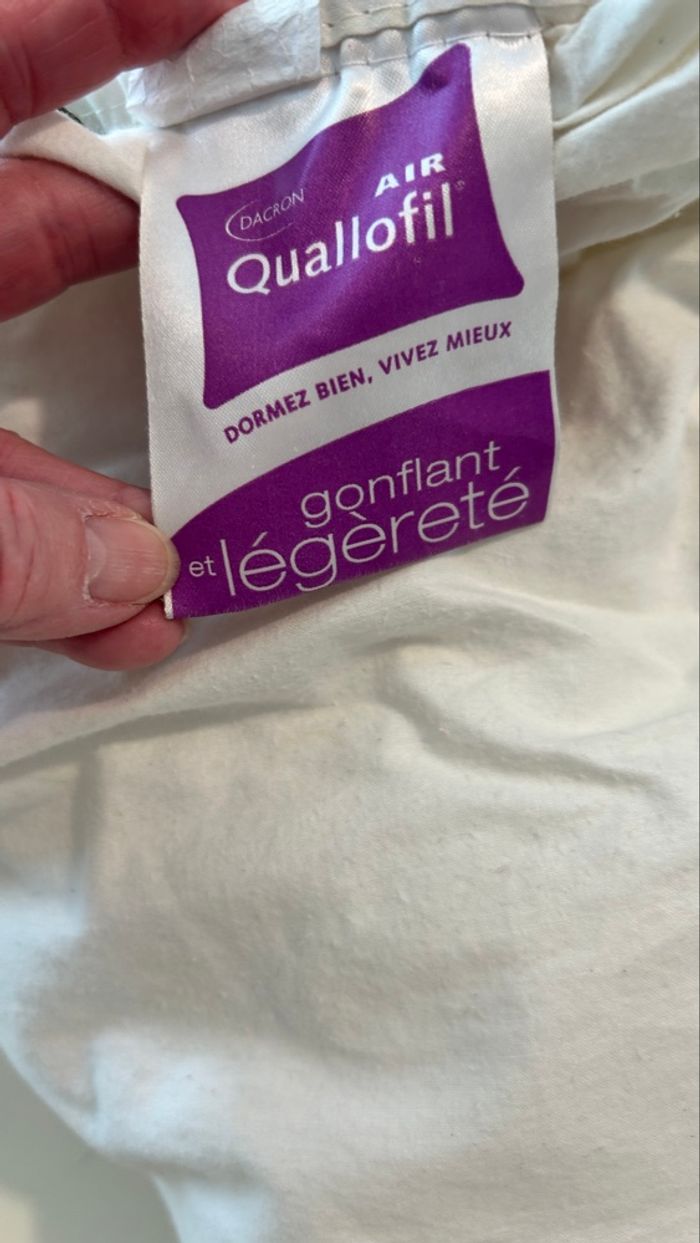 DACRON
AIR
Quallofil®
DORMEZ BIEN, VIVEZ MIEUX
gonflant
et légèreté